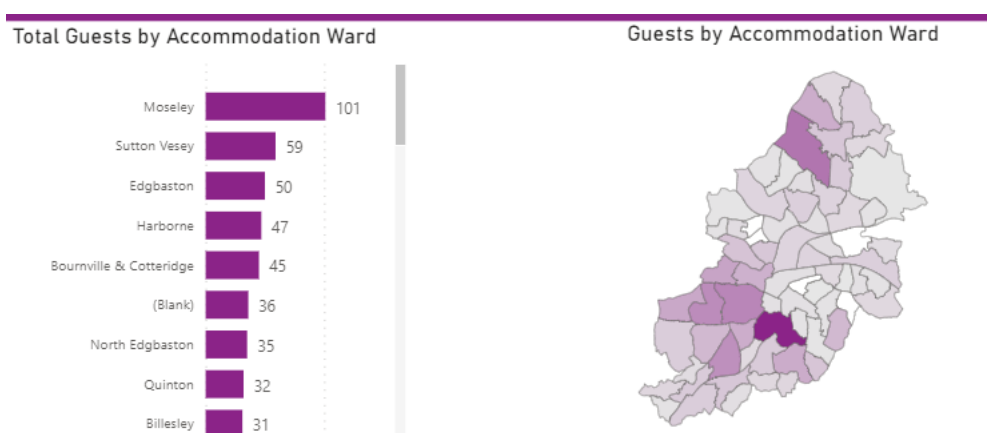 Total Guests by Accommodation Ward
Moseley 101
Sutton Vesey 59
Edgbaston 50
Harborne 47
Bournville & Cotteridge 45
(Blank) 36
North Edgbaston 35
Quinton 32
Billesley 31
Guests by Accommodation Ward